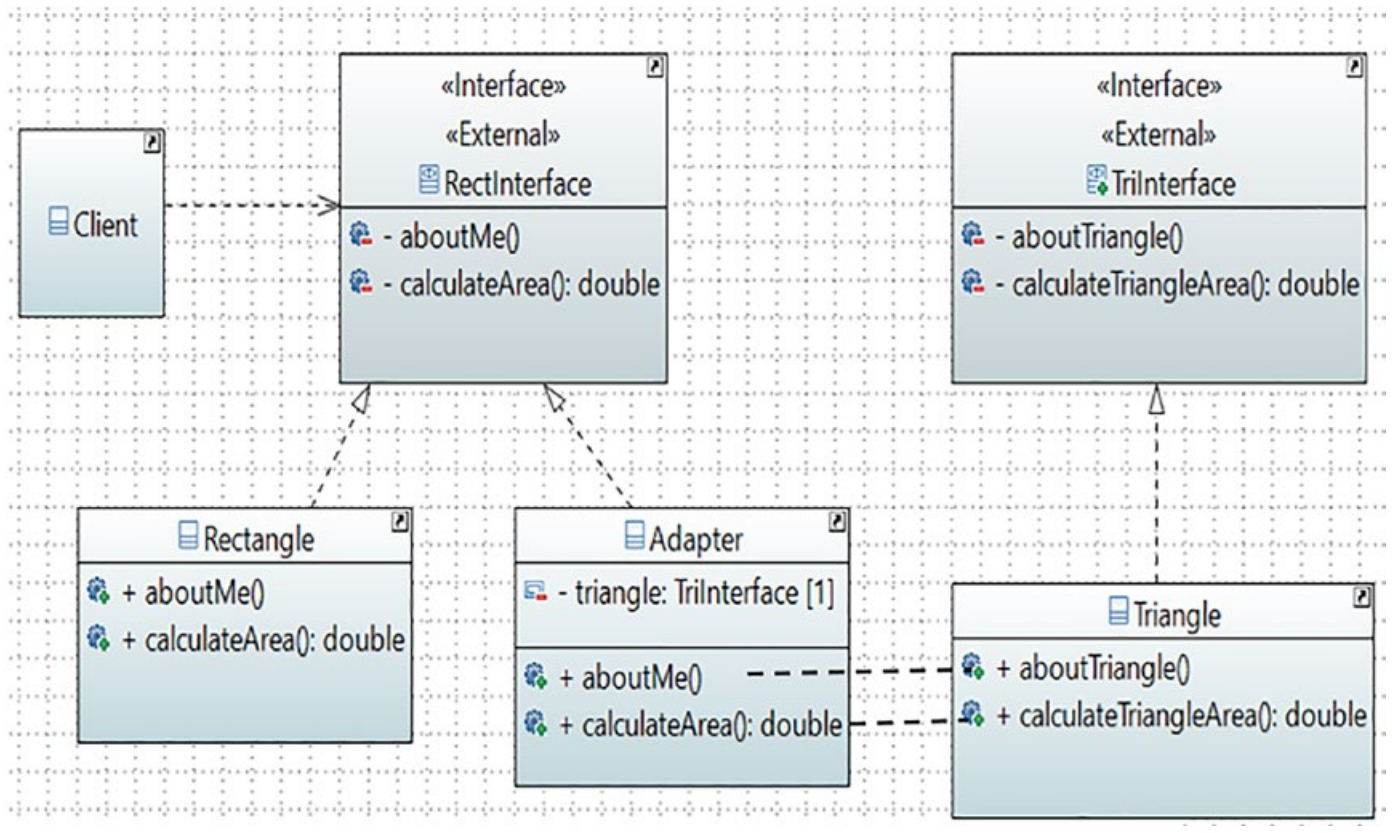 Client
«Interface»
«External»
RectInterface
- aboutMe()
- calculateArea(): double
«Interface»
«External»
TriInterface
- aboutTriangle()
- calculateTriangleArea(): double
Rectangle
+ aboutMe()
+ calculateArea(): double
Adapter
- triangle: TriInterface [1]
+ aboutMe()
+ calculateArea(): double
Triangle
+ aboutTriangle()
+ calculateTriangleArea(): double